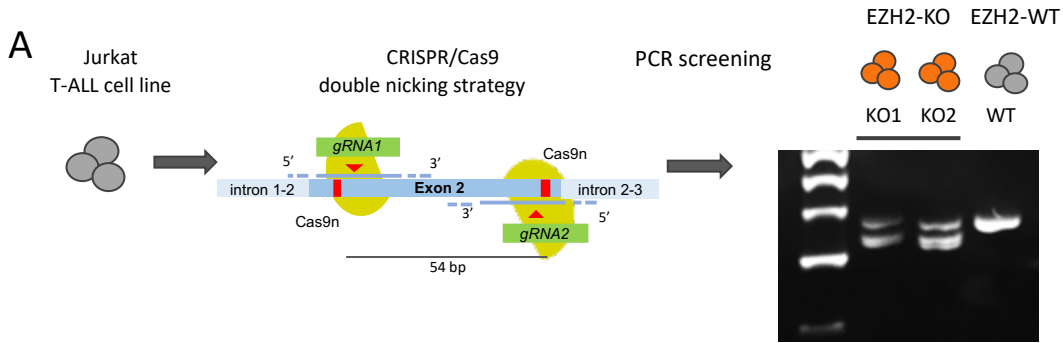 A
Jurkat
T-ALL cell line
CRISPR/Cas9
double nicking strategy
PCR screening
EZH2-KO
EZH2-WT
KO1
KO2
WT
gRNA1
5’
3’
Cas9n
intron 1-2
Exon 2
intron 2-3
Cas9n
3’
5’
gRNA2
54 bp